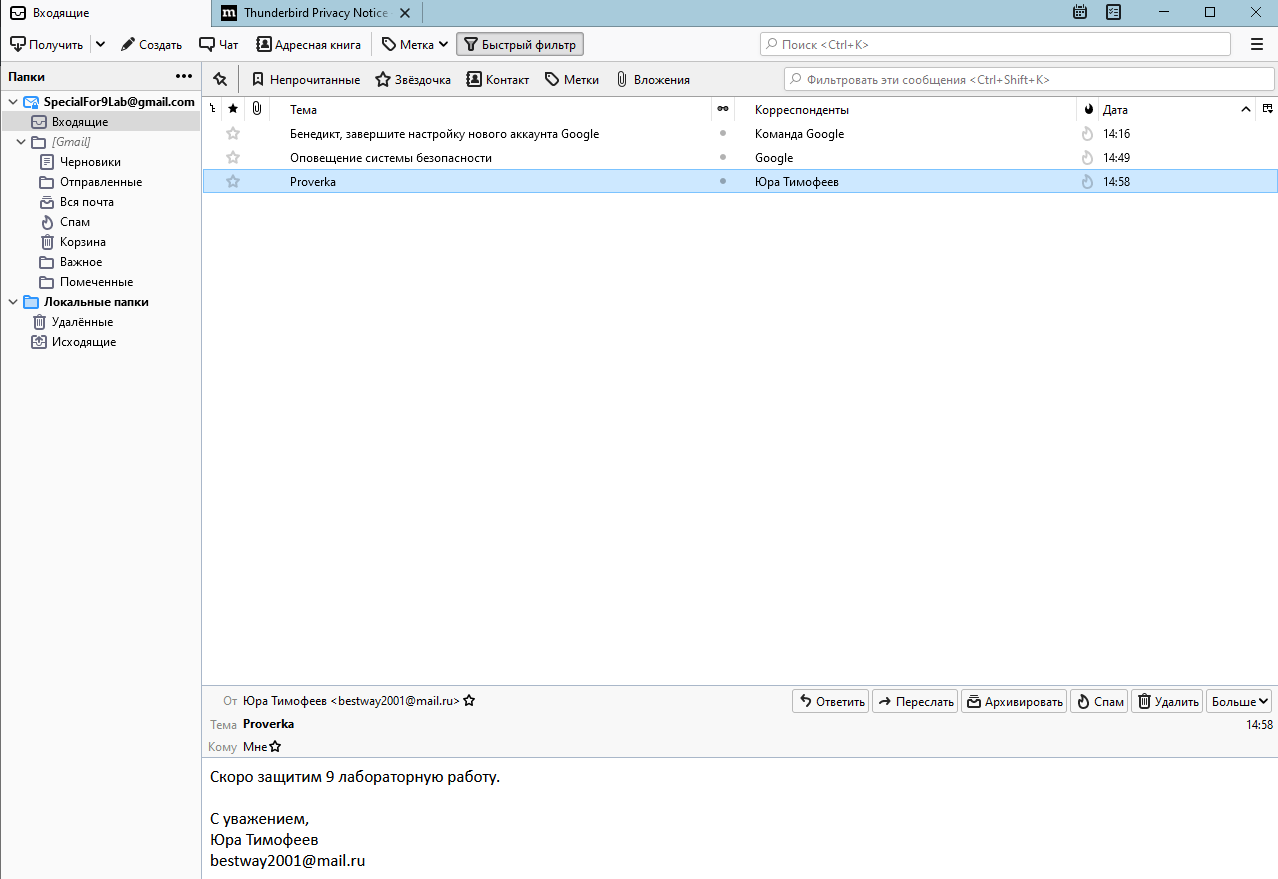 Входящие
Thunderbird Privacy Notice
Получить
Создать
Чат
Адресная книга
Метка
Быстрый фильтр
Поиск <Ctrl+K>
Папки
Непрочитанные
Звёздочка
Контакт
Метки
Вложения
Фильтровать эти сообщения <Ctrl+Shift+K>
SpecialFor9Lab@gmail.com
Входящие
[Gmail]
Черновики
Отправленные
Вся почта
Спам
Корзина
Важное
Помеченные
Локальные папки
Удалённые
Исходящие
Тема Корреспонденты Дата
Бенедикт, завершите настройку нового аккаунта Google Команда Google 14:16
Оповещение системы безопасности Google 14:49
Proverka Юра Тимофеев 14:58
От Юра Тимофеев <bestway2001@mail.ru>
Ответить
Переслать
Архивировать
Спам
Удалить
Больше
Тема Proverka 14:58
Кому Мне
Скоро защитим 9 лабораторную работу.
С уважением,
Юра Тимофеев
bestway2001@mail.ru